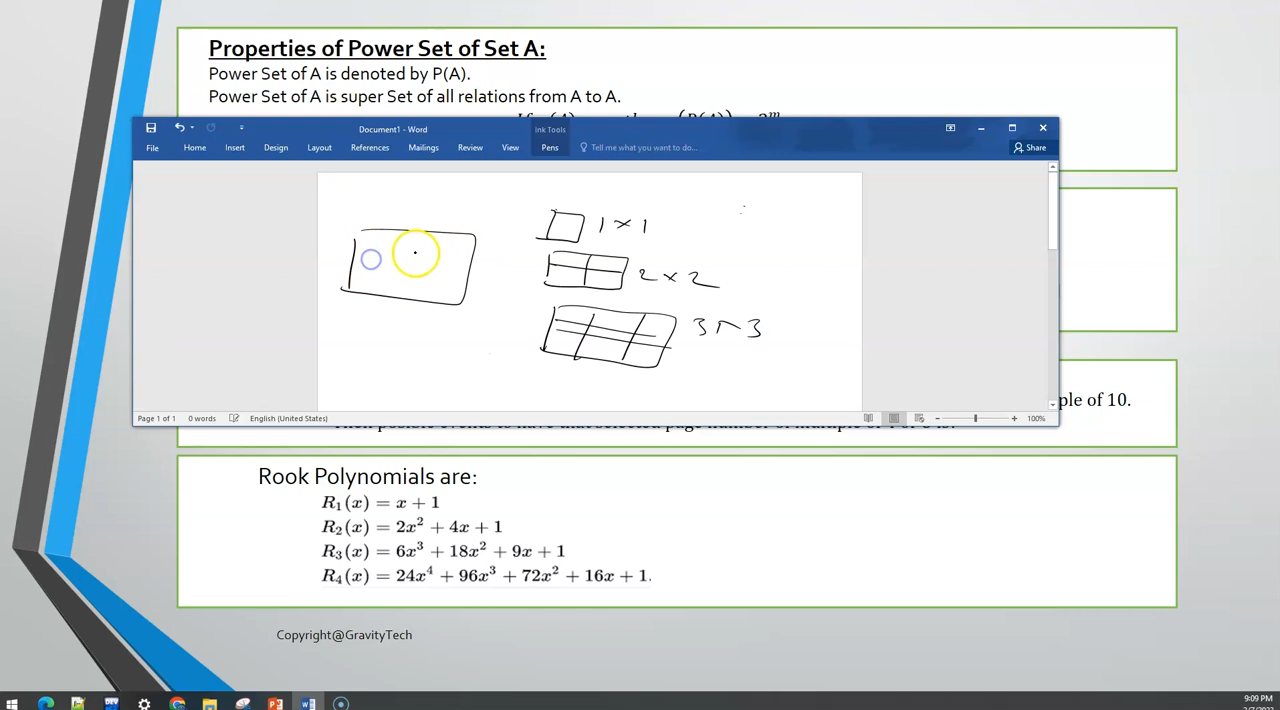 Properties of Power Set of Set A:
Power Set of A is denoted by P(A).
Power Set of A is super Set of all relations from A to A.
Document1 - Word
Ink Tools
File Home Insert Design Layout References Mailings Review View Pens Tell me what you want to do... Share
1 × 1
2 × 2
3 × 3
Page 1 of 1 0 words English (United States) 100%
ple of 10.
Rook Polynomials are:
R₁(x) = x + 1
R₂(x) = 2x² + 4x + 1
R₃(x) = 6x³ + 18x² + 9x + 1
R₄(x) = 24x⁴ + 96x³ + 72x² + 16x + 1.
Copyright@GravityTech
9:09 PM